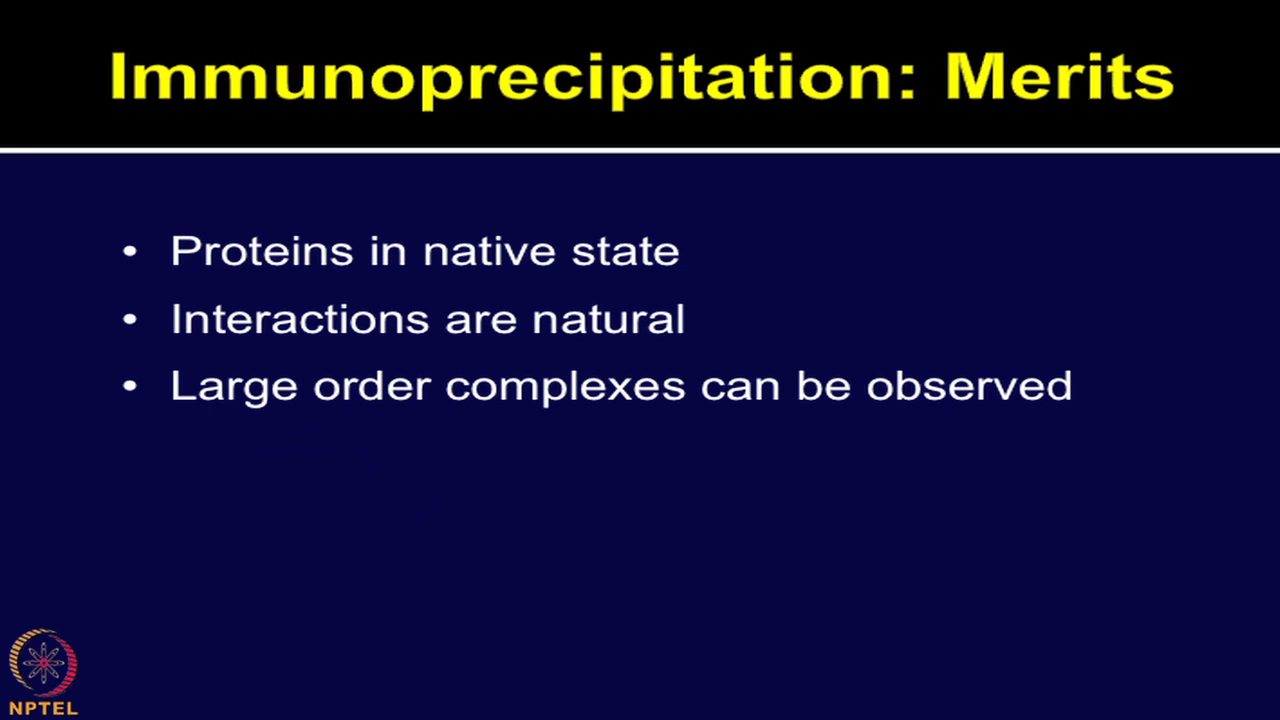 Immunoprecipitation: Merits
• Proteins in native state
• Interactions are natural
• Large order complexes can be observed
NPTEL